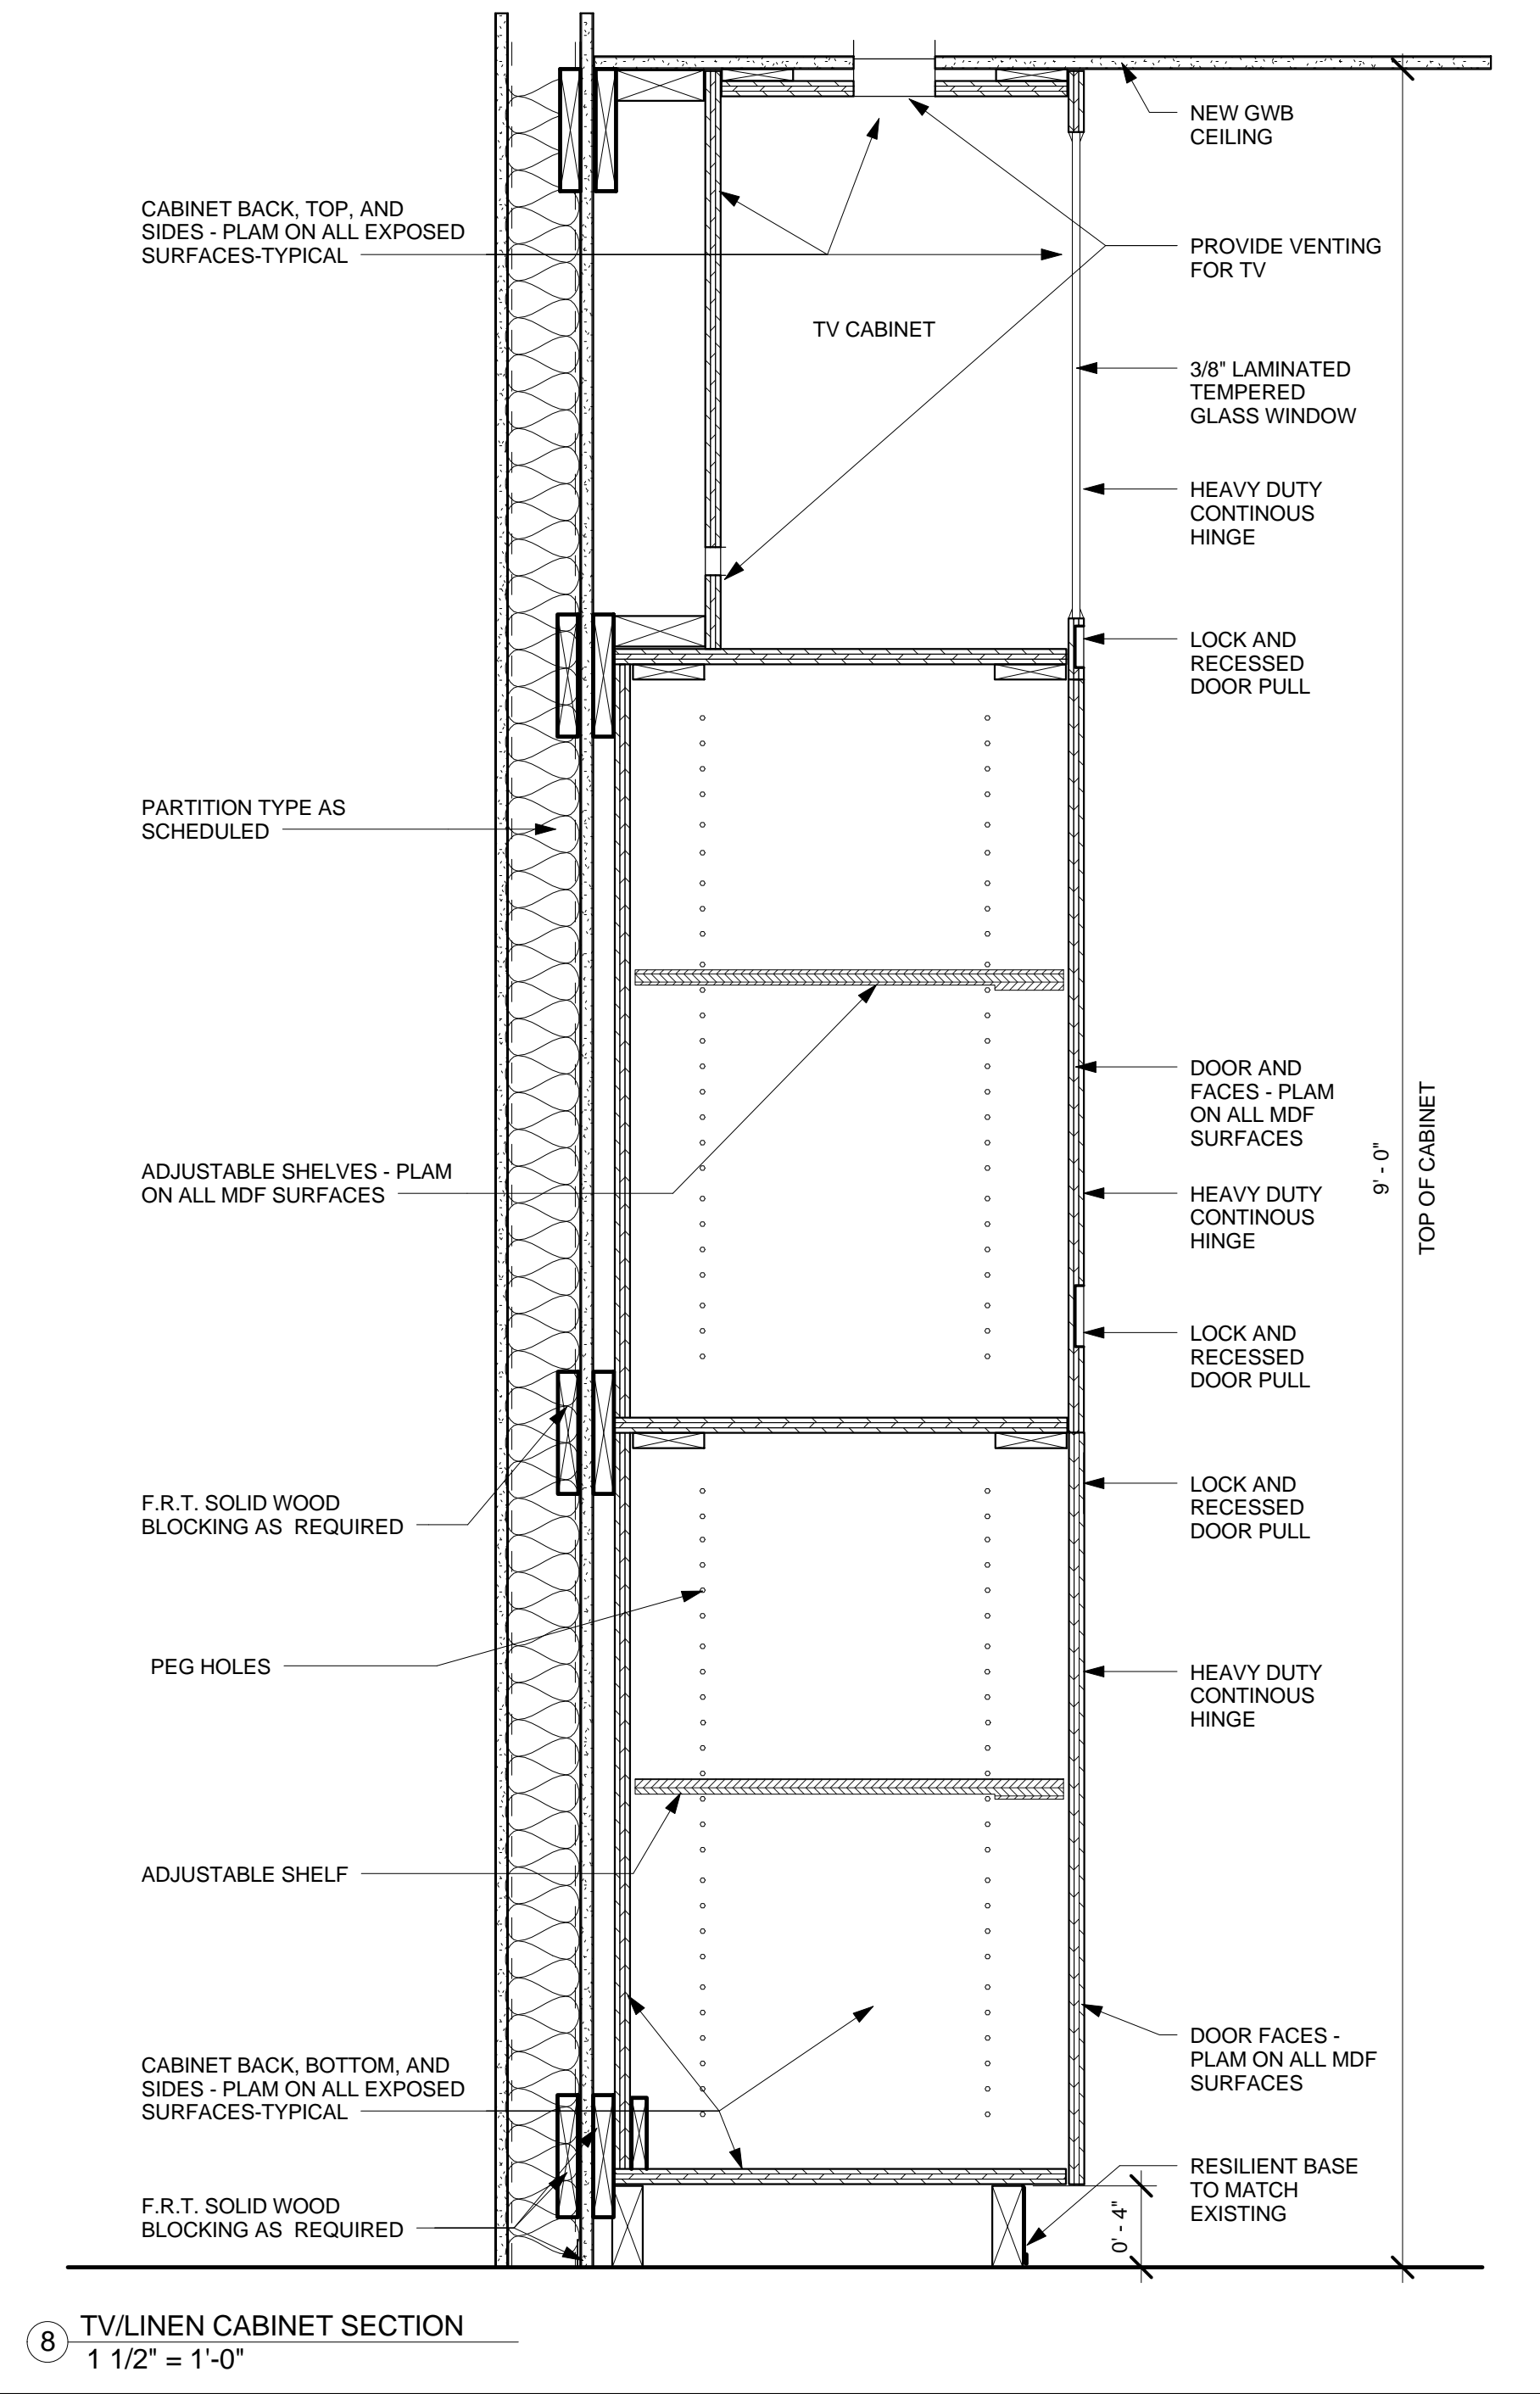 NEW GWB
CEILING
CABINET BACK, TOP, AND
SIDES - PLAM ON ALL EXPOSED
SURFACES-TYPICAL
PROVIDE VENTING
FOR TV
TV CABINET
3/8" LAMINATED
TEMPERED
GLASS WINDOW
HEAVY DUTY
CONTINOUS
HINGE
LOCK AND
RECESSED
DOOR PULL
PARTITION TYPE AS
SCHEDULED
DOOR AND
FACES - PLAM
ON ALL MDF
SURFACES
ADJUSTABLE SHELVES - PLAM
ON ALL MDF SURFACES
9' - 0"
TOP OF CABINET
HEAVY DUTY
CONTINOUS
HINGE
LOCK AND
RECESSED
DOOR PULL
F.R.T. SOLID WOOD
BLOCKING AS  REQUIRED
LOCK AND
RECESSED
DOOR PULL
PEG HOLES
HEAVY DUTY
CONTINOUS
HINGE
ADJUSTABLE SHELF
DOOR FACES -
PLAM ON ALL MDF
SURFACES
CABINET BACK, BOTTOM, AND
SIDES - PLAM ON ALL EXPOSED
SURFACES-TYPICAL
RESILIENT BASE
TO MATCH
EXISTING
F.R.T. SOLID WOOD
BLOCKING AS  REQUIRED
0' - 4"
8
TV/LINEN CABINET SECTION
1 1/2" = 1'-0"